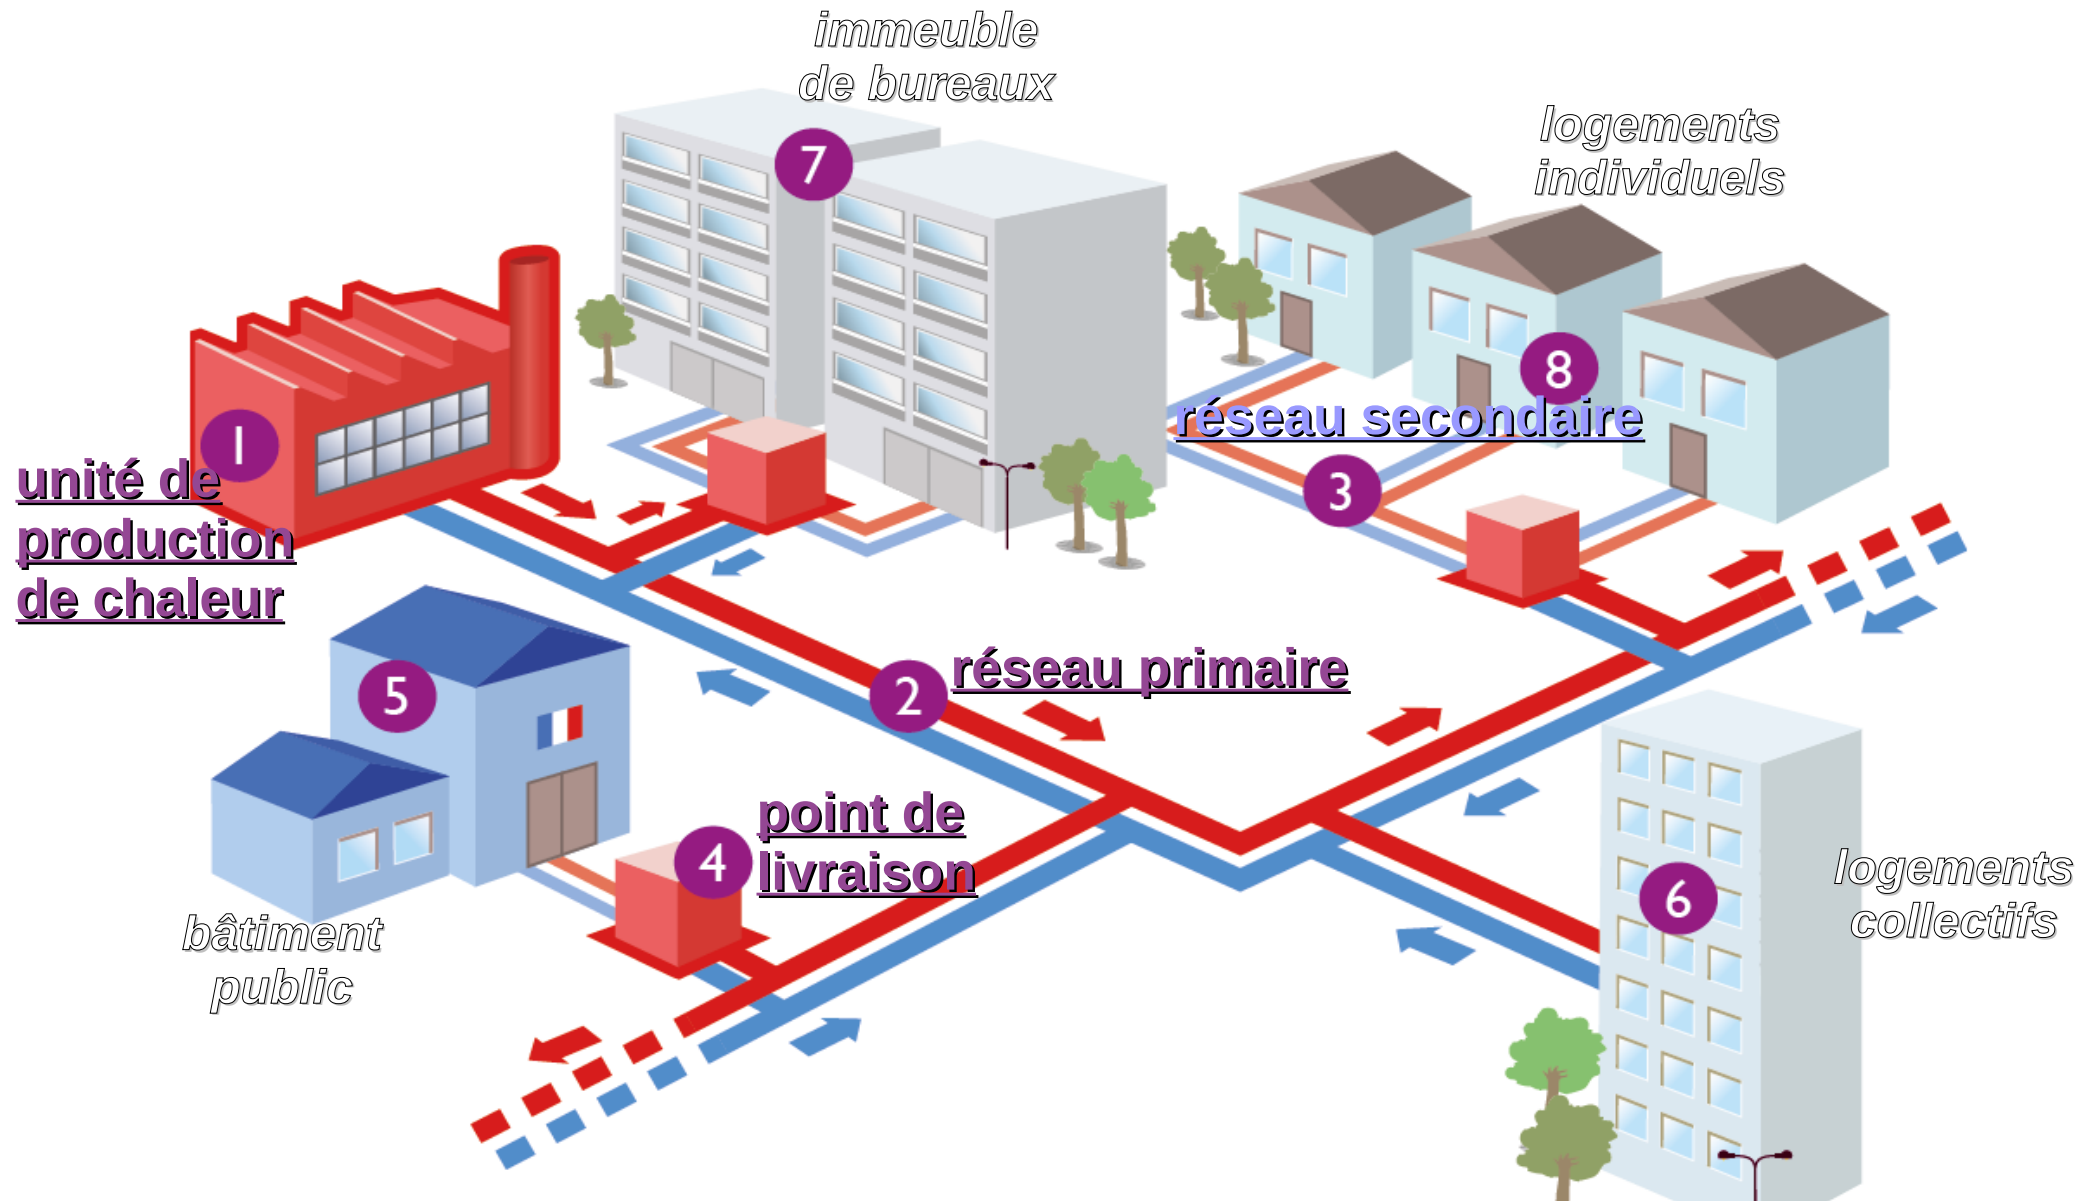 immeuble
de bureaux
7
logements
individuels
8
réseau secondaire
3
1
unité de
production
de chaleur
5
2
réseau primaire
4
point de
livraison
6
logements
collectifs
bâtiment
public